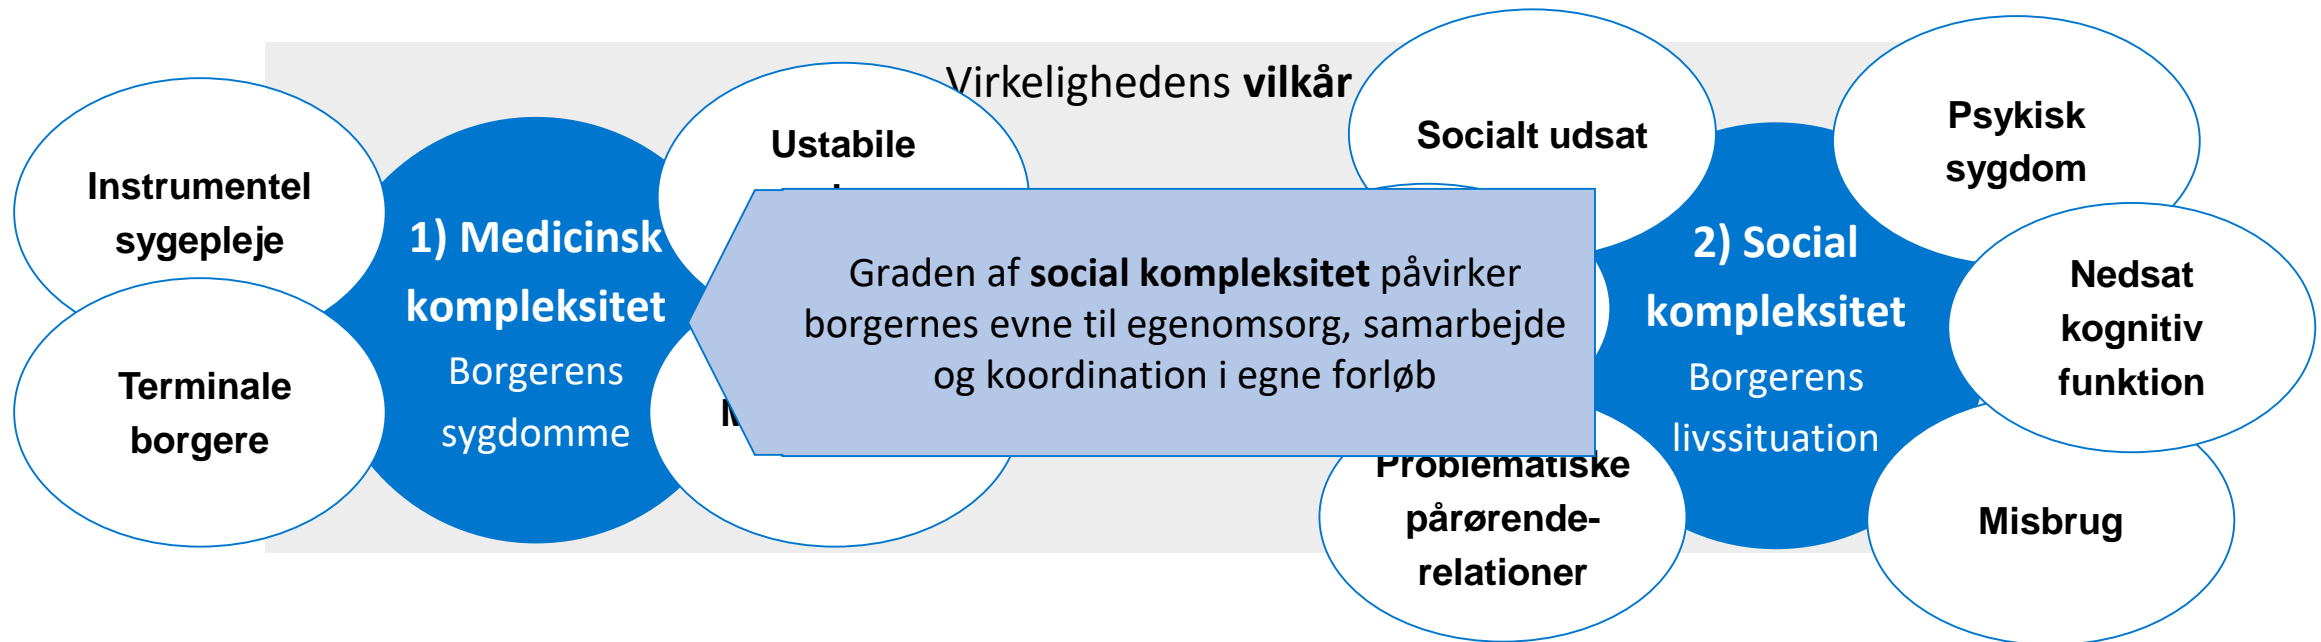 Virkelighedens vilkår
Instrumentel
sygepleje
Terminale
borgere
1) Medicinsk
kompleksitet
Borgerens
sygdomme
Ustabile
Graden af social kompleksitet påvirker
borgernes evne til egenomsorg, samarbejde
og koordination i egne forløb
Socialt udsat
Problematiske
pårørende-
relationer
2) Social
kompleksitet
Borgerens
livssituation
Psykisk
sygdom
Nedsat
kognitiv
funktion
Misbrug